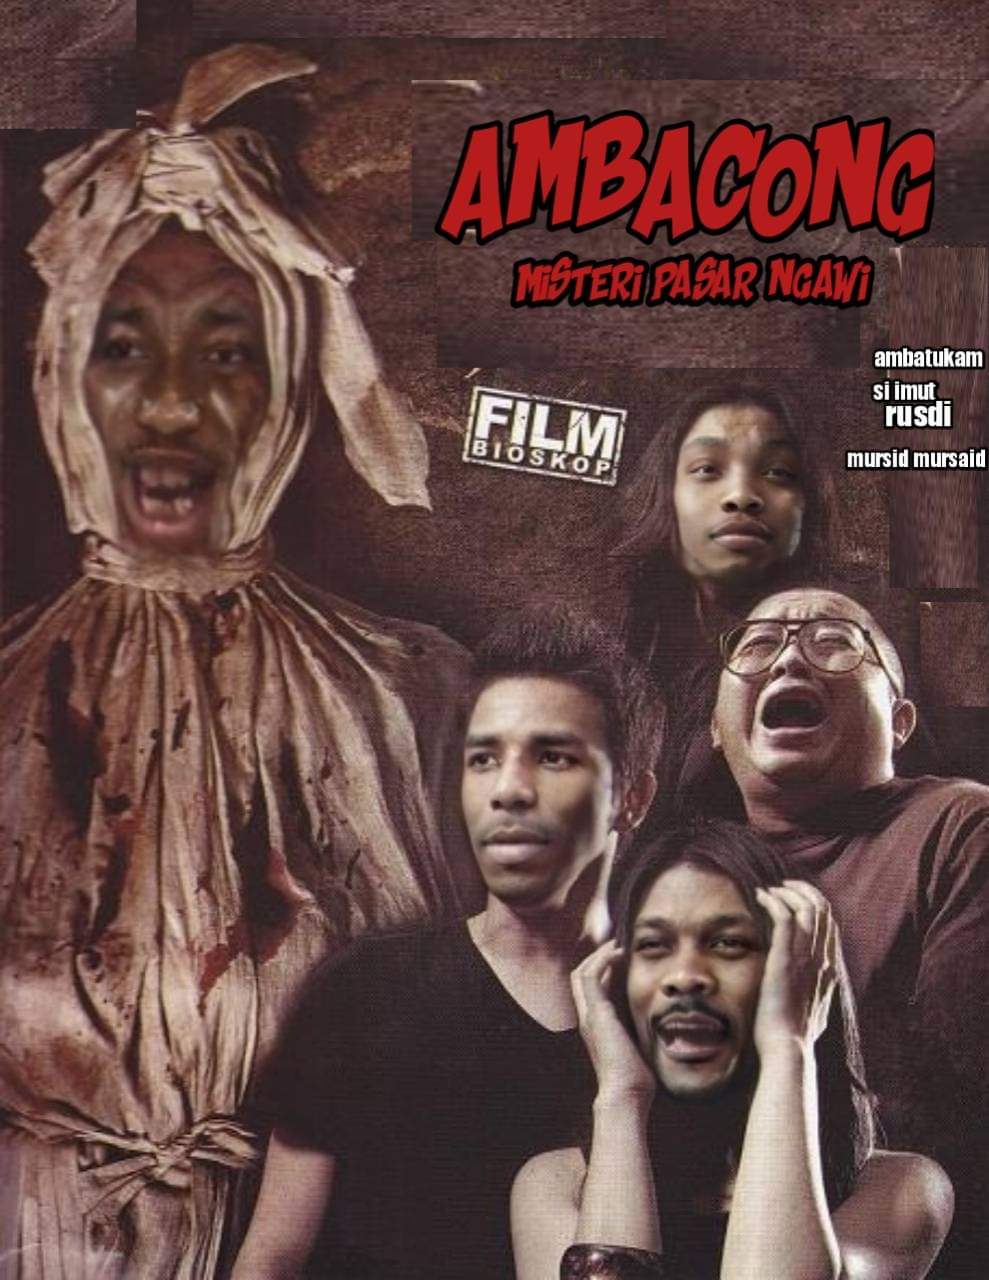 AMBACONG
MISTERI PASAR NGAWI
FILM
BIOSKOP
ambatukam
si imut
rusdi
mursid mursaid